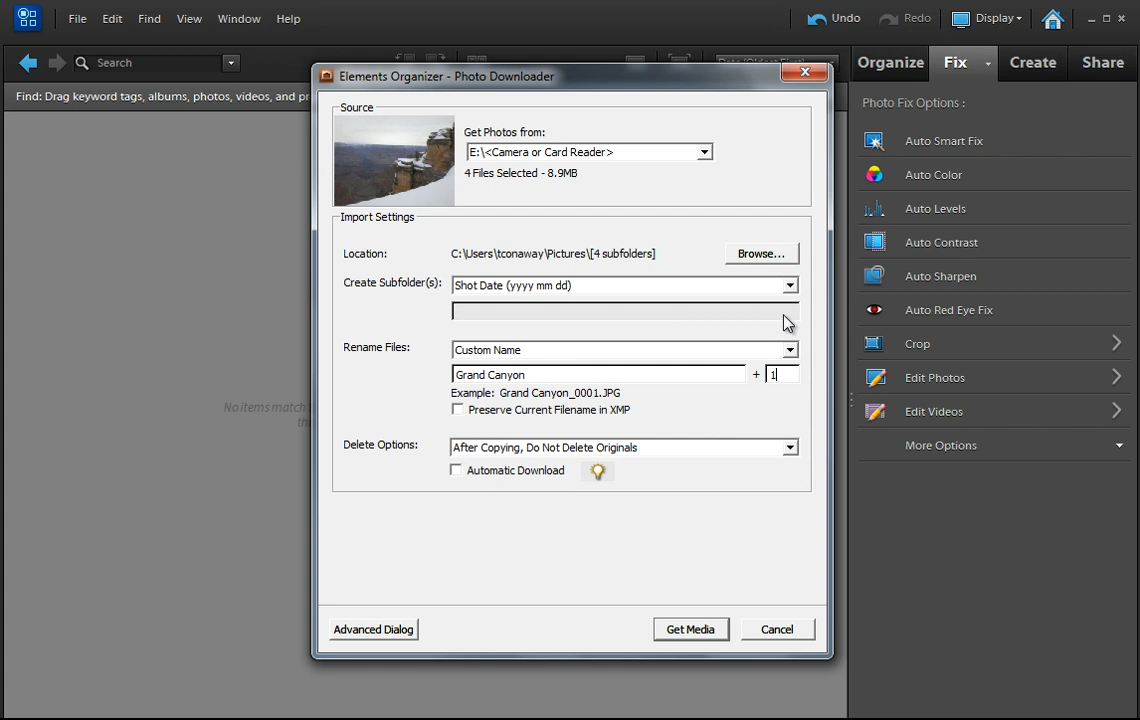 File Edit Find View Window Help Undo Redo Display
Search
Organize Fix Create Share
Find: Drag keyword tags, albums, photos, videos, and pr
Elements Organizer - Photo Downloader
Source
Get Photos from:
E:\<Camera or Card Reader>
4 Files Selected - 8.9MB
Import Settings
Location: C:\Users\tconaway\Pictures\[4 subfolders] Browse...
Create Subfolder(s): Shot Date (yyyy mm dd)
Rename Files: Custom Name
Grand Canyon + 1
Example: Grand Canyon_0001.JPG
Preserve Current Filename in XMP
Delete Options: After Copying, Do Not Delete Originals
Automatic Download
Advanced Dialog Get Media Cancel
No items match
Photo Fix Options :
Auto Smart Fix
Auto Color
Auto Levels
Auto Contrast
Auto Sharpen
Auto Red Eye Fix
Crop
Edit Photos
Edit Videos
More Options